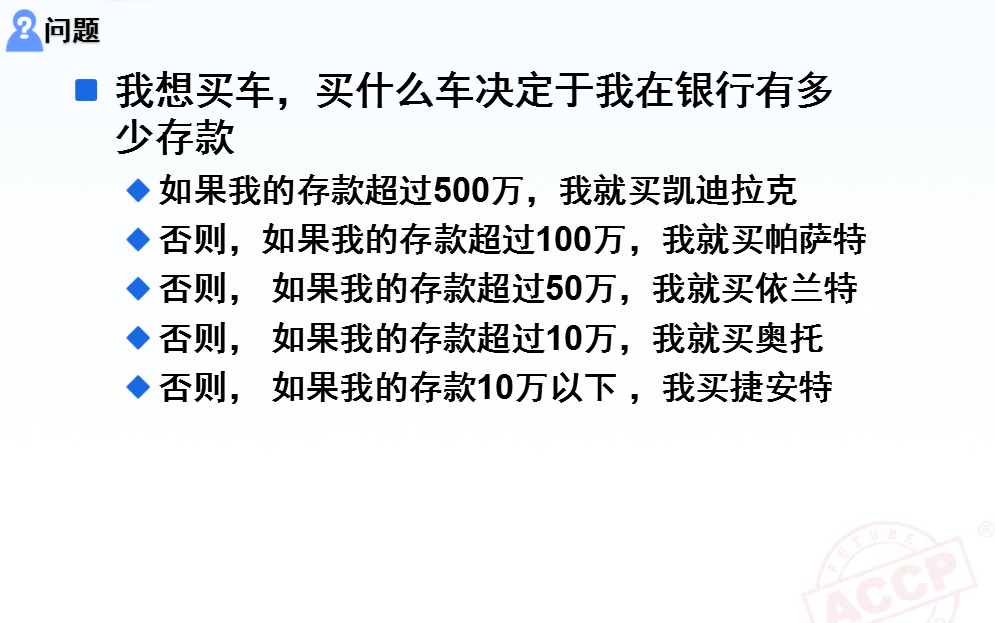 问题
我想买车，买什么车决定于我在银行有多
少存款
如果我的存款超过500万，我就买凯迪拉克
否则，如果我的存款超过100万，我就买帕萨特
否则， 如果我的存款超过50万，我就买依兰特
否则， 如果我的存款超过10万，我就买奥托
否则， 如果我的存款10万以下 ，我买捷安特
FUTURE
ACCP
®